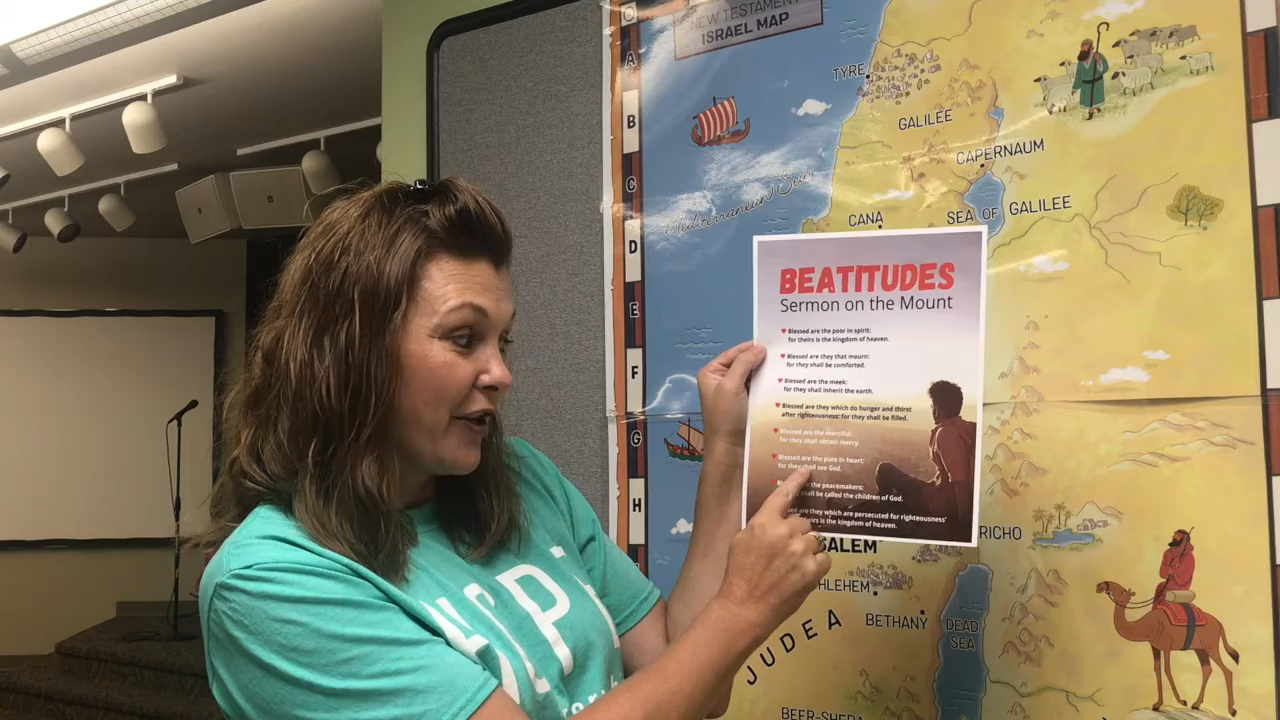 NEW TESTAMENT
ISRAEL MAP
O
A
B
C
D
E
F
G
H
TYRE
GALILEE
CAPERNAUM
Mediterranean Sea
CANA
SEA OF GALILEE
BEATITUDES
Sermon on the Mount
Blessed are the poor in spirit:
for theirs is the kingdom of heaven.
Blessed are they that mourn:
for they shall be comforted.
Blessed are the meek:
for they shall inherit the earth.
Blessed are they which do hunger and thirst
after righteousness: for they shall be filled.
Blessed are the merciful:
for they shall obtain mercy.
Blessed are the pure in heart:
for they shall see God.
the peacemakers:
shall be called the children of God.
are they which are persecuted for righteousness'
is the kingdom of heaven.
RICHO
SALEM
HLEHEM
BETHANY
DEAD
SEA
JUDEA
BEER-SHEBA